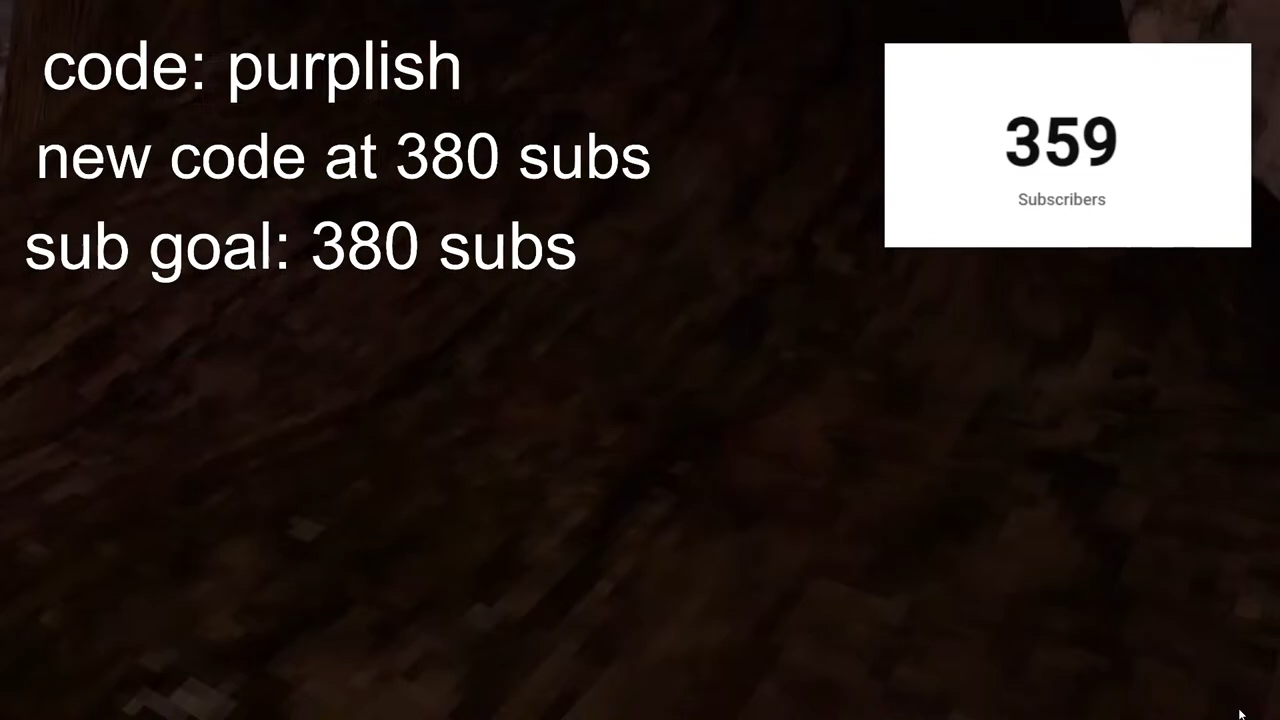 code: purplish
new code at 380 subs
sub goal: 380 subs
359
Subscribers